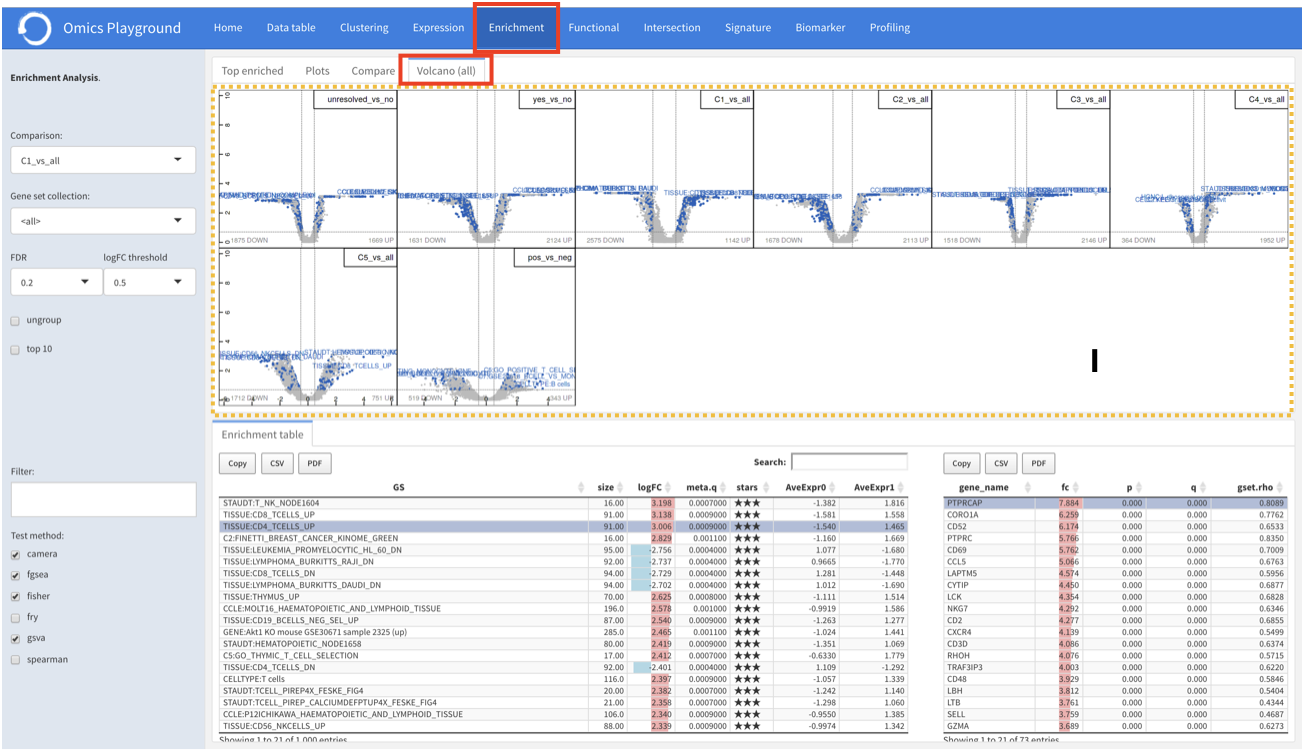 Omics Playground
Home Data table Clustering Expression Enrichment Functional Intersection Signature Biomarker Profiling
Enrichment Analysis.
Comparison:
C1_vs_all
Gene set collection:
<all>
FDR logFC threshold
0.2 0.5
ungroup
top 10
Filter:
Test method:
camera
fgsea
fisher
fry
gsva
spearman
Top enriched Plots Compare Volcano (all)
unresolved_vs_no yes_vs_no C1_vs_all C2_vs_all C3_vs_all C4_vs_all
1875 DOWN 1669 UP 1631 DOWN 2124 UP 2575 DOWN 1142 UP 1678 DOWN 2113 UP 1518 DOWN 2146 UP 364 DOWN 1952 UP
C5_vs_all pos_vs_neg
1712 DOWN 751 UP 519 DOWN 4343 UP
Enrichment table
Copy CSV PDF Search: Copy CSV PDF
GS size logFC meta.q stars AveExpr0 AveExpr1 gene_name fc p q gset.rho
STAUDT:T_NK_NODE1604 16.00 3.198 0.0007000 ★★★ -1.382 1.816 PTPRCAP 7.884 0.000 0.000 0.8089
TISSUE:CD8_TCELLS_UP 91.00 3.138 0.0009000 ★★★ -1.581 1.558 CORO1A 6.259 0.000 0.000 0.7762
TISSUE:CD4_TCELLS_UP 91.00 3.006 0.0009000 ★★★ -1.540 1.465 CD52 6.174 0.000 0.000 0.6533
C2:FINETTI_BREAST_CANCER_KINOME_GREEN 16.00 2.829 0.001100 ★★★ -1.160 1.669 PTPRC 5.766 0.000 0.000 0.8350
TISSUE:LEUKEMIA_PROMYELOCYTIC_HL_60_DN 95.00 -2.756 0.0004000 ★★★ 1.077 -1.680 CD69 5.762 0.000 0.000 0.7009
TISSUE:LYMPHOMA_BURKITTS_RAJI_DN 92.00 -2.737 0.0004000 ★★★ 0.9665 -1.770 CCL5 5.066 0.000 0.000 0.6763
TISSUE:CD8_TCELLS_DN 94.00 -2.729 0.0004000 ★★★ 1.281 -1.448 LAPTM5 4.574 0.000 0.000 0.5956
TISSUE:LYMPHOMA_BURKITTS_DAUDI_DN 94.00 -2.702 0.0004000 ★★★ 1.012 -1.690 CYTIP 4.450 0.000 0.000 0.6877
TISSUE:THYMUS_UP 70.00 2.625 0.0008000 ★★★ -1.111 1.514 LCK 4.354 0.000 0.000 0.6828
CCLE:MOLT16_HAEMATOPOIETIC_AND_LYMPHOID_TISSUE 196.0 2.578 0.001000 ★★★ -0.9919 1.586 NKG7 4.292 0.000 0.000 0.6346
TISSUE:CD19_BCELLS_NEG_SEL_UP 87.00 2.540 0.0009000 ★★★ -1.263 1.277 CD2 4.277 0.000 0.000 0.6855
GENE:Akt1 KO mouse GSE30671 sample 2325 (up) 285.0 2.465 0.001100 ★★★ -1.024 1.441 CXCR4 4.139 0.000 0.000 0.5499
STAUDT:HEMATOPOIETIC_NODE1658 80.00 2.419 0.0009000 ★★★ -1.351 1.069 CD3D 4.086 0.000 0.000 0.6374
C5:GO_THYMIC_T_CELL_SELECTION 17.00 2.412 0.0007000 ★★★ -0.6330 1.779 RHOH 4.076 0.000 0.000 0.5715
TISSUE:CD4_TCELLS_DN 92.00 -2.401 0.0004000 ★★★ 1.109 -1.292 TRAF3IP3 4.003 0.000 0.000 0.6220
CELLTYPE:T cells 116.0 2.397 0.0009000 ★★★ -1.057 1.339 CD48 3.929 0.000 0.000 0.5846
STAUDT:TCELL_PIREP4X_FESKE_FIG4 20.00 2.382 0.0007000 ★★★ -1.242 1.140 LBH 3.812 0.000 0.000 0.5404
STAUDT:TCELL_PIREP_CALCIUMDEFPTUP4X_FESKE_FIG4 21.00 2.358 0.0007000 ★★★ -1.298 1.060 LTB 3.761 0.000 0.000 0.4344
CCLE:P12ICHIKAWA_HAEMATOPOIETIC_AND_LYMPHOID_TISSUE 106.0 2.340 0.0009000 ★★★ -0.9550 1.385 SELL 3.759 0.000 0.000 0.4687
TISSUE:CD56_NKCELLS_UP 88.00 2.339 0.0009000 ★★★ -0.9974 1.342 GZMA 3.689 0.000 0.000 0.6273
Showing 1 to 21 of 1,000 entries Showing 1 to 21 of 73 entries